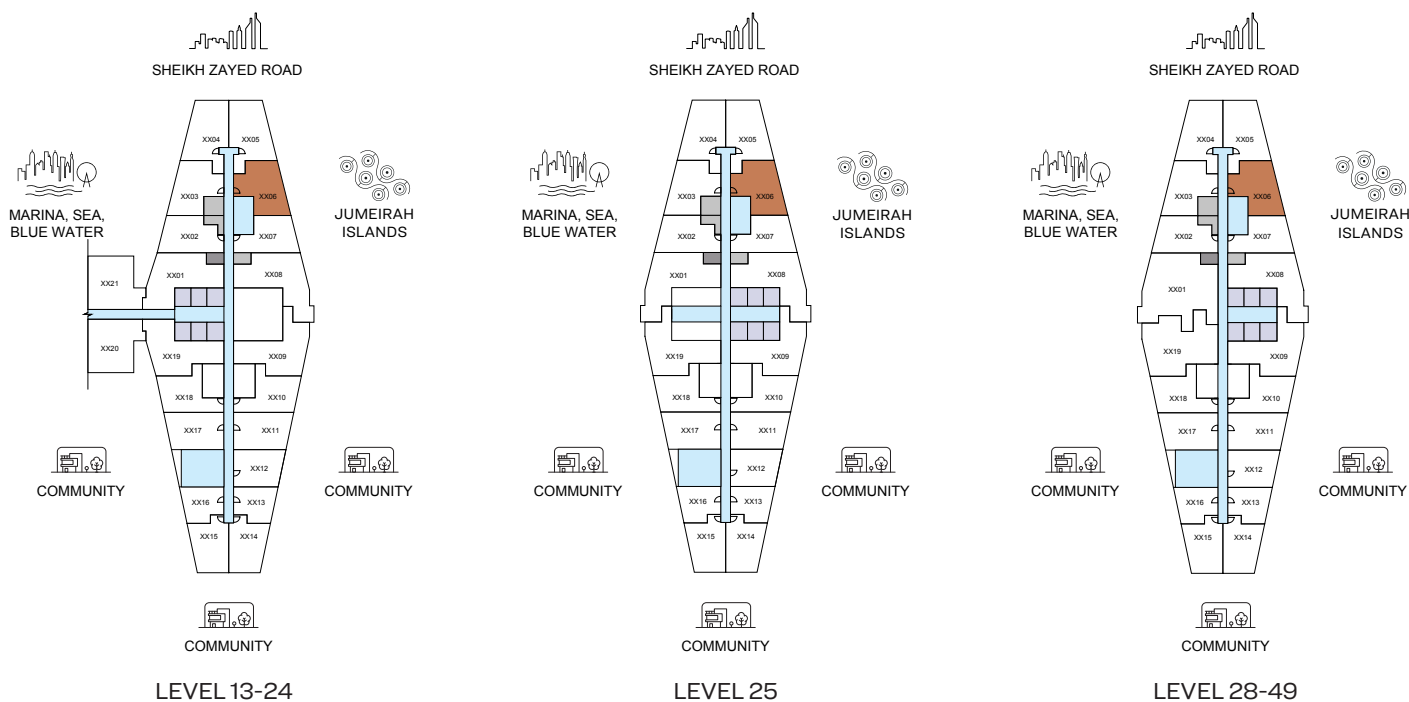 SHEIKH ZAYED ROAD
XX04
XX05
MARINA, SEA,
BLUE WATER
JUMEIRAH
ISLANDS
XX03
XX06
XX02
XX07
XX01
XX08
XX21
XX20
XX19
XX09
XX18
XX10
XX17
XX11
XX12
XX16
XX13
XX15
XX14
COMMUNITY
COMMUNITY
COMMUNITY
LEVEL 13-24
SHEIKH ZAYED ROAD
XX04
XX05
MARINA, SEA,
BLUE WATER
JUMEIRAH
ISLANDS
XX03
XX06
XX02
XX07
XX01
XX08
XX19
XX09
XX18
XX10
XX17
XX11
XX12
XX16
XX13
XX15
XX14
COMMUNITY
COMMUNITY
COMMUNITY
LEVEL 25
SHEIKH ZAYED ROAD
XX04
XX05
MARINA, SEA,
BLUE WATER
JUMEIRAH
ISLANDS
XX03
XX06
XX02
XX07
XX01
XX08
XX19
XX09
XX18
XX10
XX17
XX11
XX12
XX16
XX13
XX15
XX14
COMMUNITY
COMMUNITY
COMMUNITY
LEVEL 28-49